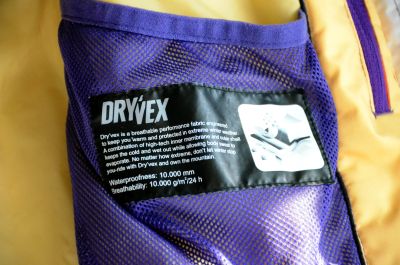 DRY'VEX
Dry'vex is a breathable performance fabric engineered
to keep you warm and protected in extreme winter weather
A combination of high-tech inner membrane and outer shell
keeps the cold and wet out while allowing body sweat to
evaporate. No matter how extreme, don't let winter stop
you-ride with Dry'vex and own the mountain.
Waterproofness: 10.000 mm
Breathability: 10.000 g/m²/24 h